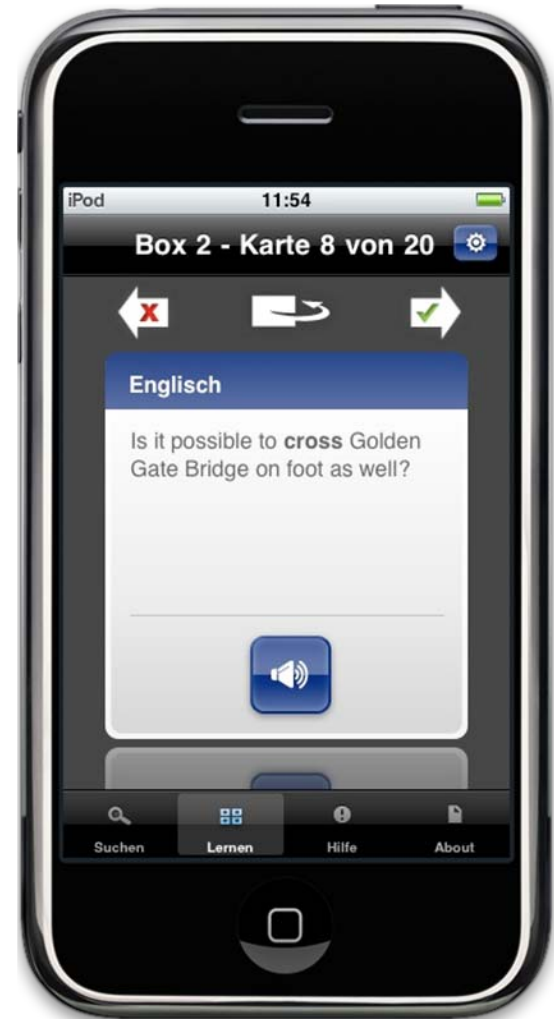 iPod 11:54
Box 2 - Karte 8 von 20
Englisch
Is it possible to cross Golden
Gate Bridge on foot as well?
Suchen Lernen Hilfe About